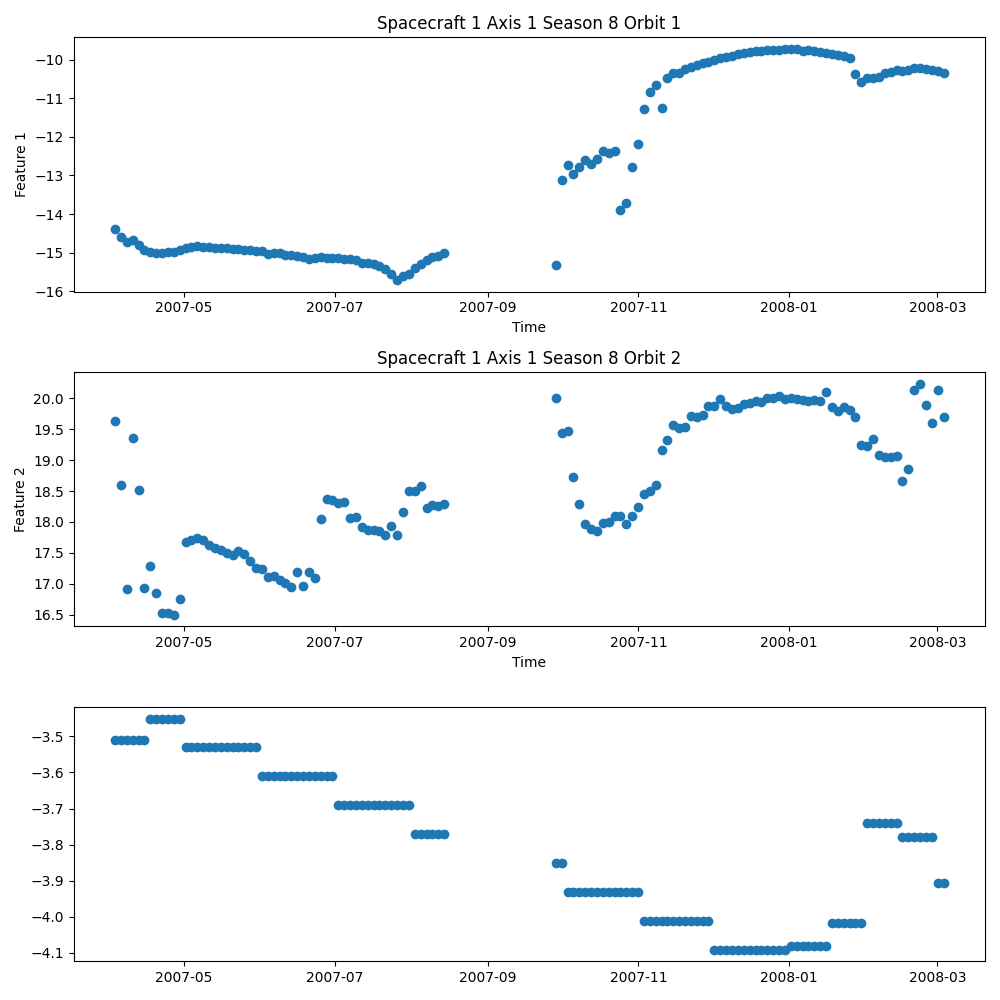 Spacecraft 1 Axis 1 Season 8 Orbit 1
−10
−11
−12
−13
−14
−15
−16
Feature 1
2007-05 2007-07 2007-09 2007-11 2008-01 2008-03
Time
Spacecraft 1 Axis 1 Season 8 Orbit 2
20.0
19.5
19.0
18.5
18.0
17.5
17.0
16.5
Feature 2
2007-05 2007-07 2007-09 2007-11 2008-01 2008-03
Time
−3.5
−3.6
−3.7
−3.8
−3.9
−4.0
−4.1
2007-05 2007-07 2007-09 2007-11 2008-01 2008-03